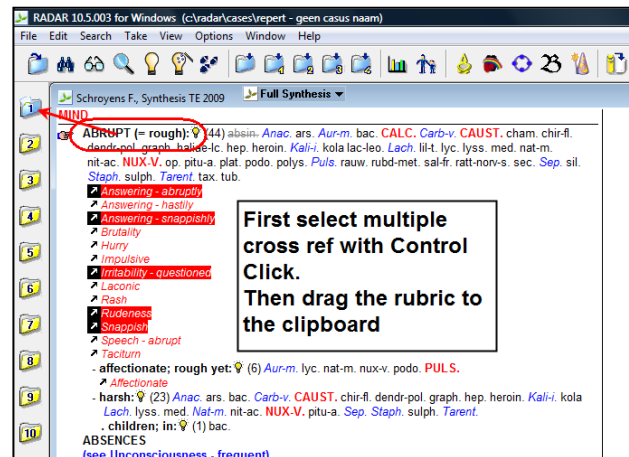 RADAR 10.5.003 for Windows (c:\radar\cases\repert - geen casus naam)
File Edit Search Take View Options Window Help
Schroyens F., Synthesis TE 2009 Full Synthesis
MIND
ABRUPT (= rough): (44) absin. Anac. ars. Aur-m. bac. CALC. Carb-v. CAUST. cham. chir-fl.
dendr-pol. graph. haliae-lc. hep. heroin. Kali-i. kola lac-leo. Lach. lil-t. lyc. lyss. med. nat-m.
nit-ac. NUX-V. op. pitu-a. plat. podo. polys. Puls. rauw. rubd-met. sal-fr. ratt-norv-s. sec. Sep. sil.
Staph. sulph. Tarent. tax. tub.
Answering - abruptly
Answering - hastily
Answering - snappishly
Brutality
Hurry
Impulsive
Irritability - questioned
Laconic
Rash
Rudeness
Snappish
Speech - abrupt
Taciturn
- affectionate; rough yet: (6) Aur-m. lyc. nat-m. nux-v. podo. PULS.
Affectionate
- harsh: (23) Anac. ars. bac. Carb-v. CAUST. chir-fl. dendr-pol. graph. hep. heroin. Kali-i. kola
Lach. lyss. med. Nat-m. nit-ac. NUX-V. pitu-a. Sep. Staph. sulph. Tarent.
. children; in: (1) bac.
ABSENCES
(see Unconsciousness - frequent)
1
2
3
4
5
6
7
8
9
10
First select multiple
cross ref with Control
Click.
Then drag the rubric to
the clipboard